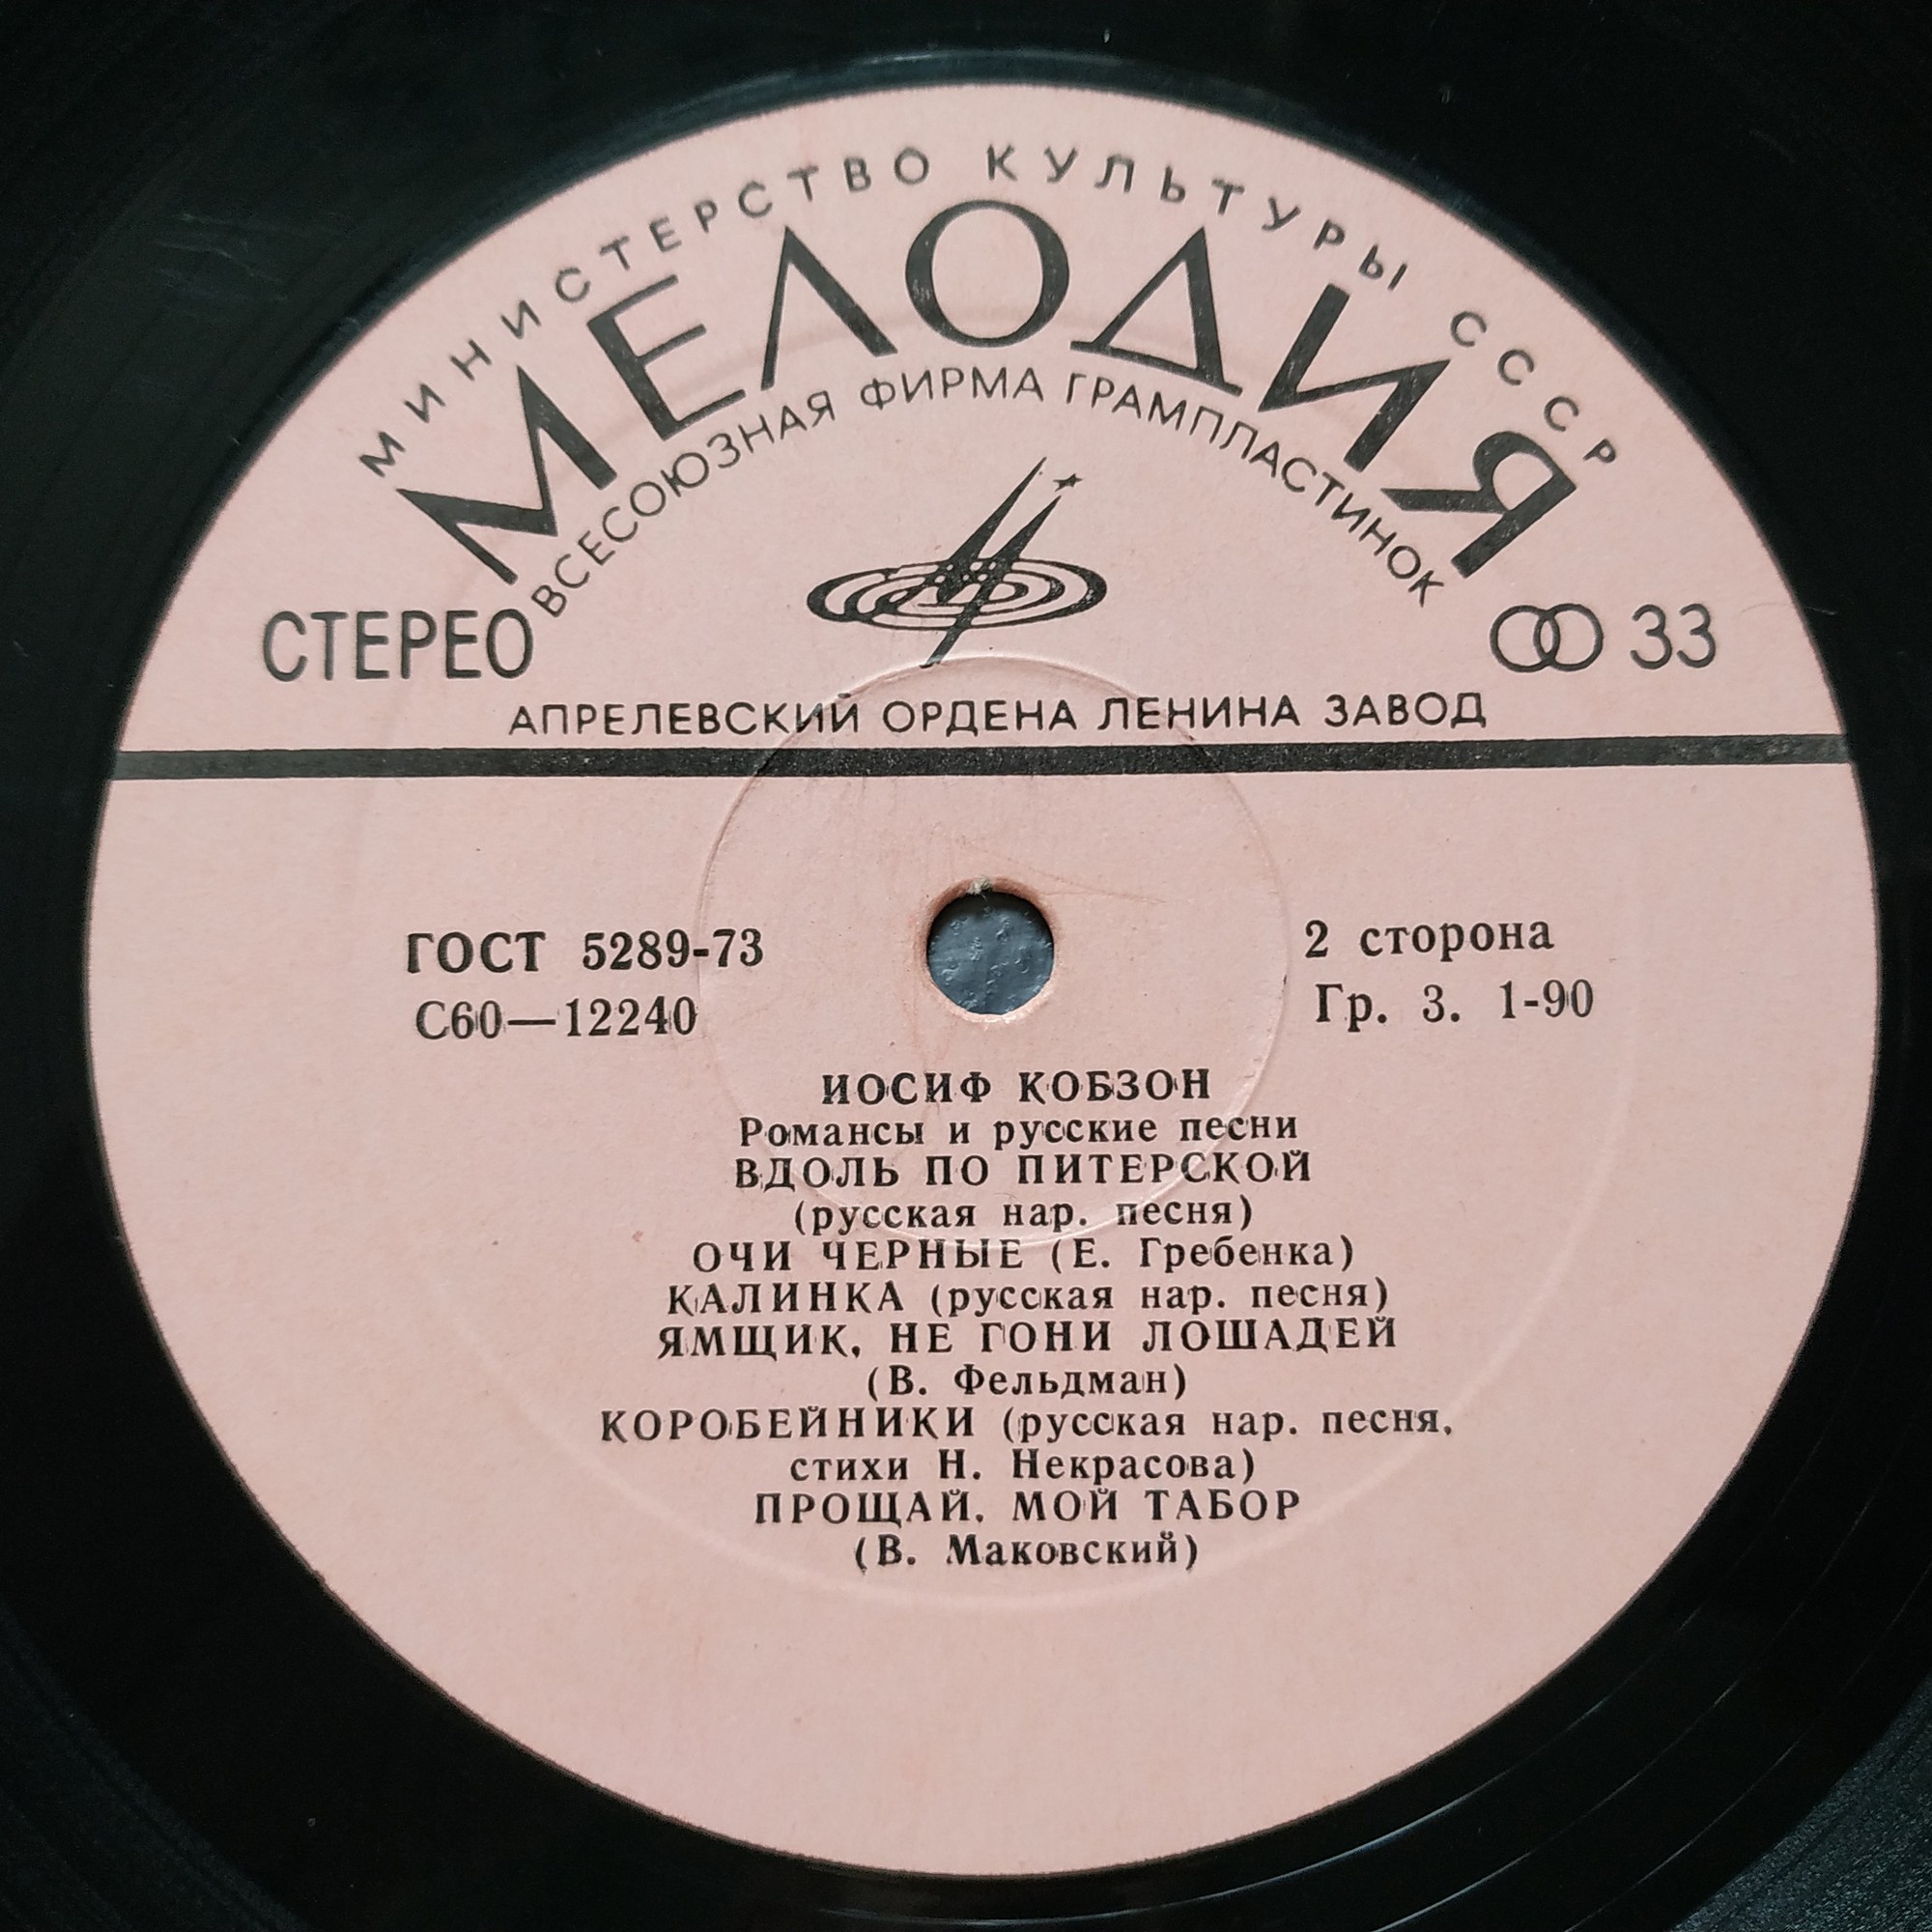 МИНИСТЕРСТВО КУЛЬТУРЫ СССР
МЕЛОДИЯ
ВСЕСОЮЗНАЯ ФИРМА ГРАМПЛАСТИНОК
СТЕРЕО
33
АПРЕЛЕВСКИЙ ОРДЕНА ЛЕНИНА ЗАВОД
ГОСТ 5289-73
С60—12240
2 сторона
Гр. 3. 1-90
ИОСИФ КОБЗОН
Романсы и русские песни
ВДОЛЬ ПО ПИТЕРСКОЙ
(русская нар. песня)
ОЧИ ЧЕРНЫЕ (Е. Гребенка)
КАЛИНКА (русская нар. песня)
ЯМЩИК, НЕ ГОНИ ЛОШАДЕЙ
(В. Фельдман)
КОРОБЕЙНИКИ (русская нар. песня,
стихи Н. Некрасова)
ПРОЩАЙ, МОЙ ТАБОР
(В. Маковский)